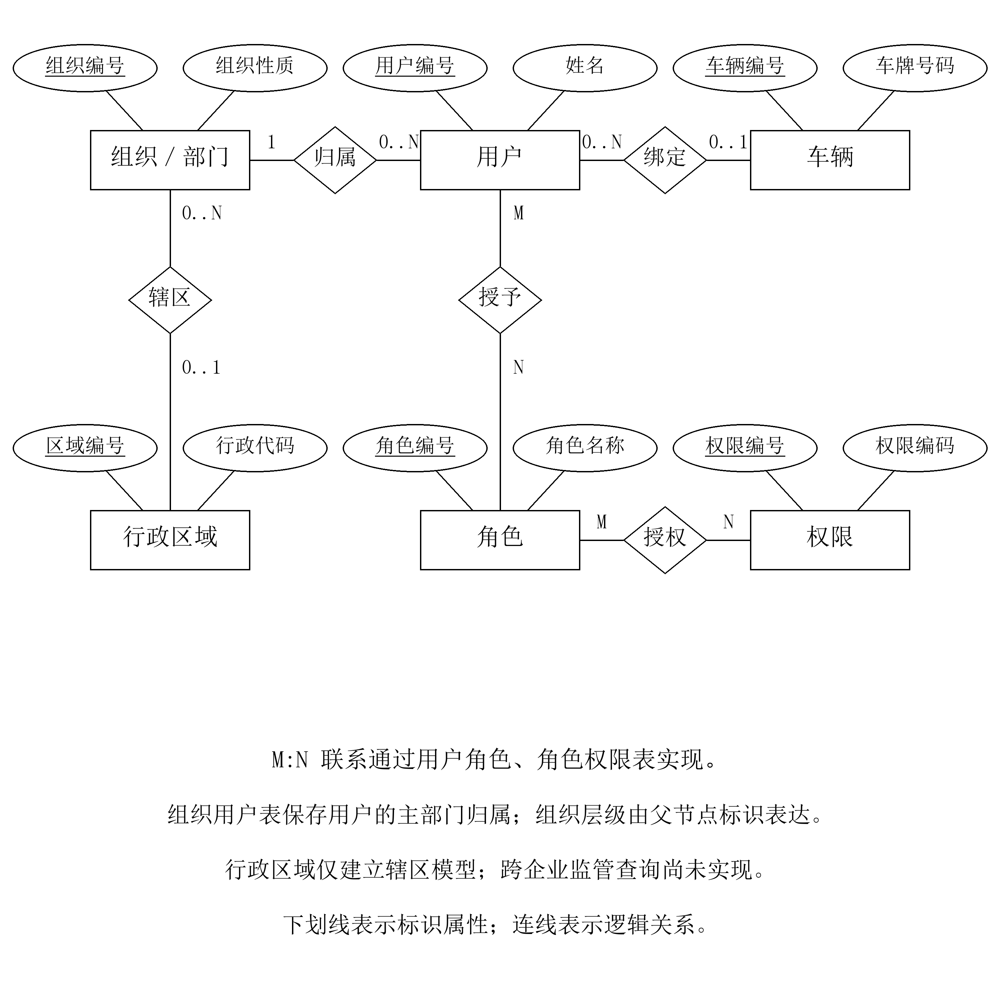 组织编号 组织性质 用户编号 姓名 车辆编号 车牌号码
1 0..N 0..N 0..1
组织/部门 归属 用户 绑定 车辆
0..N M
辖区 授予
0..1 N
区域编号 行政代码 角色编号 角色名称 权限编号 权限编码
M N
行政区域 角色 授权 权限
M:N 联系通过用户角色、角色权限表实现。
组织用户表保存用户的主部门归属；组织层级由父节点标识表达。
行政区域仅建立辖区模型；跨企业监管查询尚未实现。
下划线表示标识属性；连线表示逻辑关系。